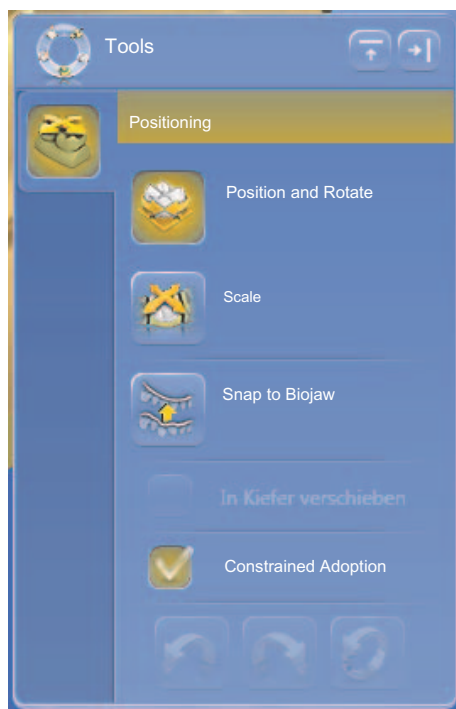 Tools
Positioning
Position and Rotate
Scale
Snap to Biojaw
In Kiefer verschieben
Constrained Adoption